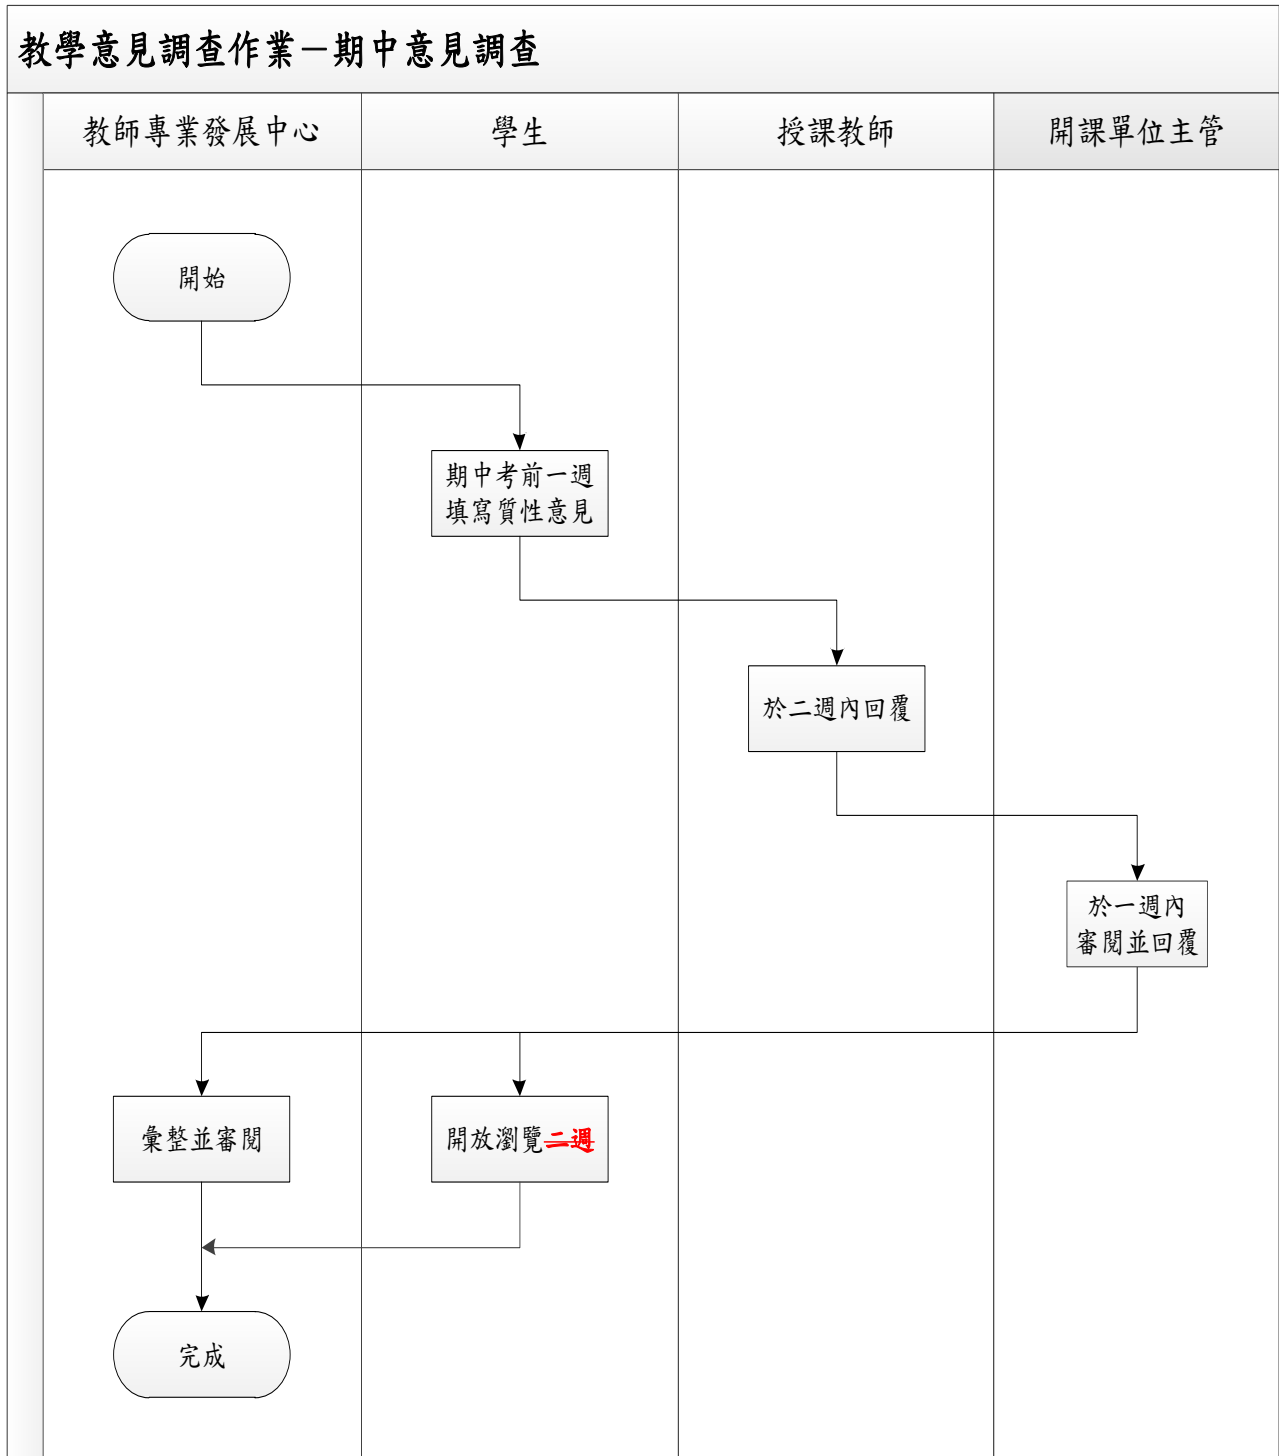 教學意見調查作業－期中意見調查
教師專業發展中心
學生
授課教師
開課單位主管
開始
期中考前一週
填寫質性意見
於二週內回覆
於一週內
審閱並回覆
彙整並審閱
開放瀏覽二週
完成